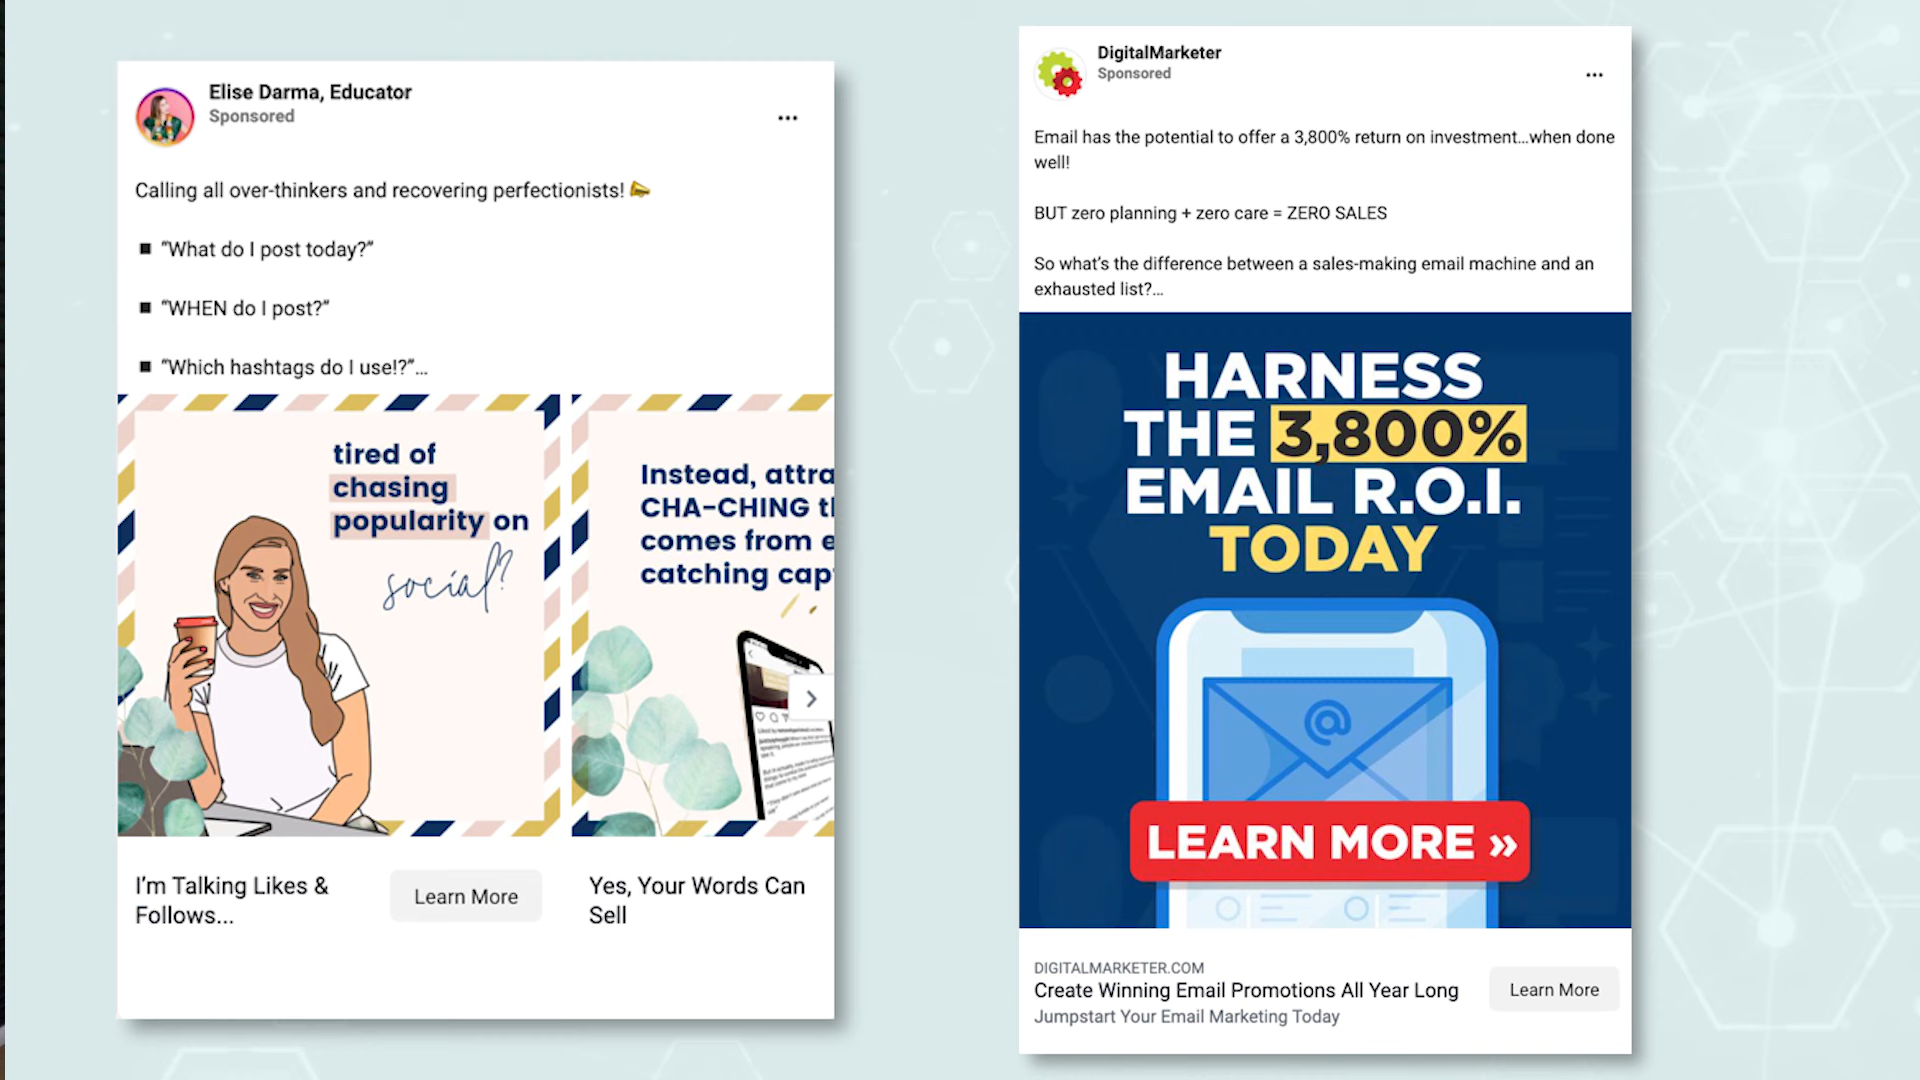 Elise Darma, Educator
Sponsored
Calling all over-thinkers and recovering perfectionists!
"What do I post today?"
"WHEN do I post?"
"Which hashtags do I use!?"...
tired of
chasing
popularity on
social?
Instead, attra
CHA-CHING t
comes from e
catching cap
I'm Talking Likes &
Follows...
Learn More
Yes, Your Words Can
Sell
DigitalMarketer
Sponsored
Email has the potential to offer a 3,800% return on investment...when done
well!
BUT zero planning + zero care = ZERO SALES
So what's the difference between a sales-making email machine and an
exhausted list?...
HARNESS
THE 3,800%
EMAIL R.O.I.
TODAY
@
LEARN MORE »
DIGITALMARKETER.COM
Create Winning Email Promotions All Year Long
Jumpstart Your Email Marketing Today
Learn More